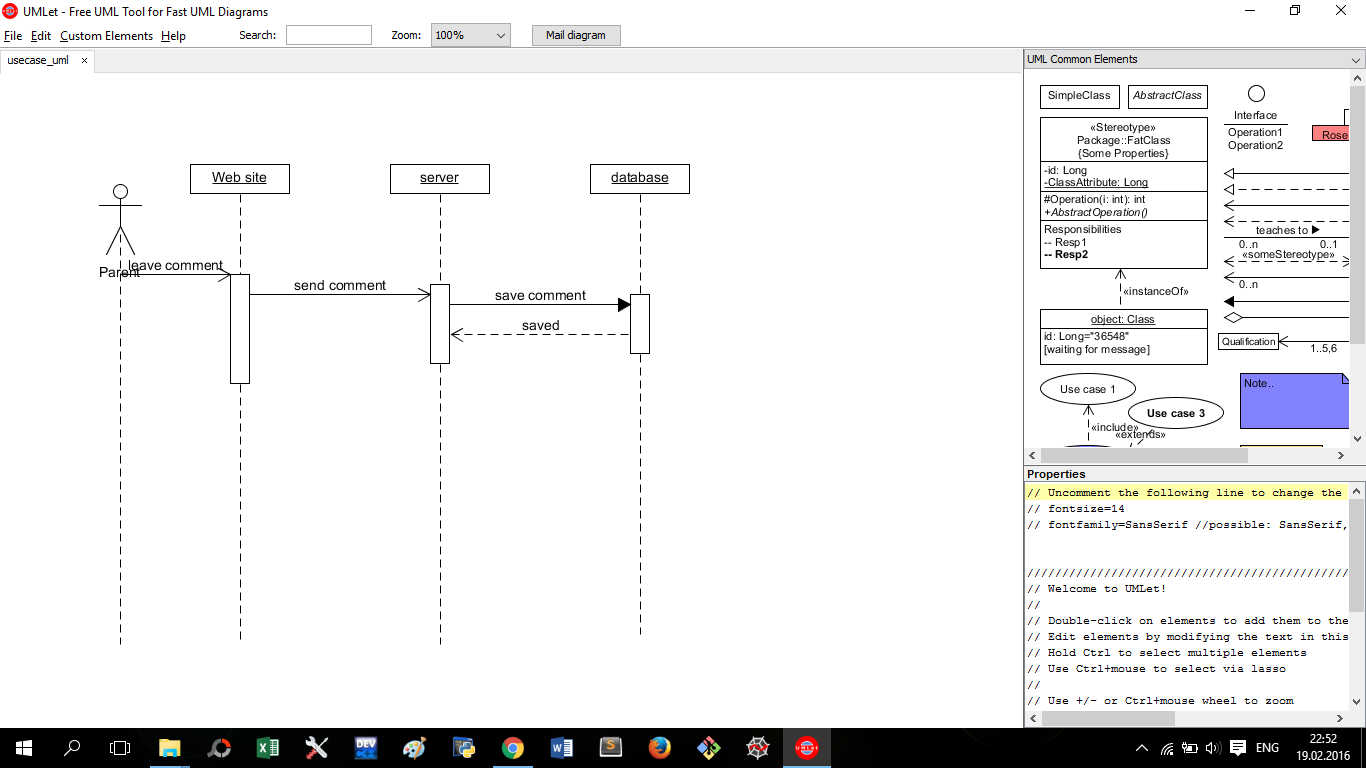 UMLet - Free UML Tool for Fast UML Diagrams
File Edit Custom Elements Help Search: Zoom: 100% Mail diagram
usecase_uml ×
Web site
server
database
Parent
leave comment
send comment
save comment
saved
UML Common Elements
SimpleClass
AbstractClass
Interface
Operation1
Operation2
Rose
«Stereotype»
Package::FatClass
{Some Properties}
-id: Long
-ClassAttribute: Long
#Operation(i: int): int
+AbstractOperation()
Responsibilities
-- Resp1
-- Resp2
teaches to
0..n 0..1
«someStereotype»
0..n
«instanceOf»
object: Class
id: Long="36548"
[waiting for message]
Qualification
1..5,6
Use case 1
Note..
Use case 3
«include»
«extends»
Properties
// Uncomment the following line to change the
// fontsize=14
// fontfamily=SansSerif //possible: SansSerif,
//////////////////////////////////////////////
// Welcome to UMLet!
//
// Double-click on elements to add them to the
// Edit elements by modifying the text in this
// Hold Ctrl to select multiple elements
// Use Ctrl+mouse to select via lasso
//
// Use +/- or Ctrl+mouse wheel to zoom
DEV
ENG
22:52
19.02.2016